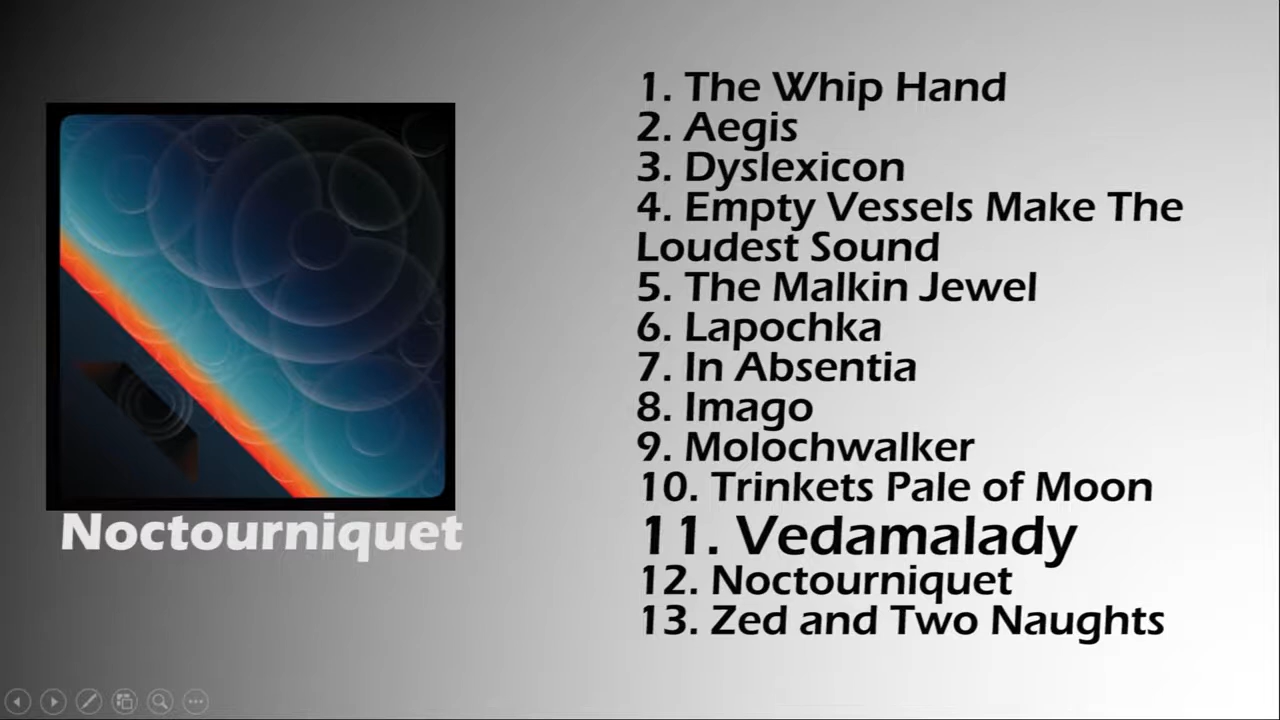 1. The Whip Hand
2. Aegis
3. Dyslexicon
4. Empty Vessels Make The
Loudest Sound
5. The Malkin Jewel
6. Lapochka
7. In Absentia
8. Imago
9. Molochwalker
10. Trinkets Pale of Moon
11. Vedamalady
12. Noctourniquet
13. Zed and Two Naughts
Noctourniquet